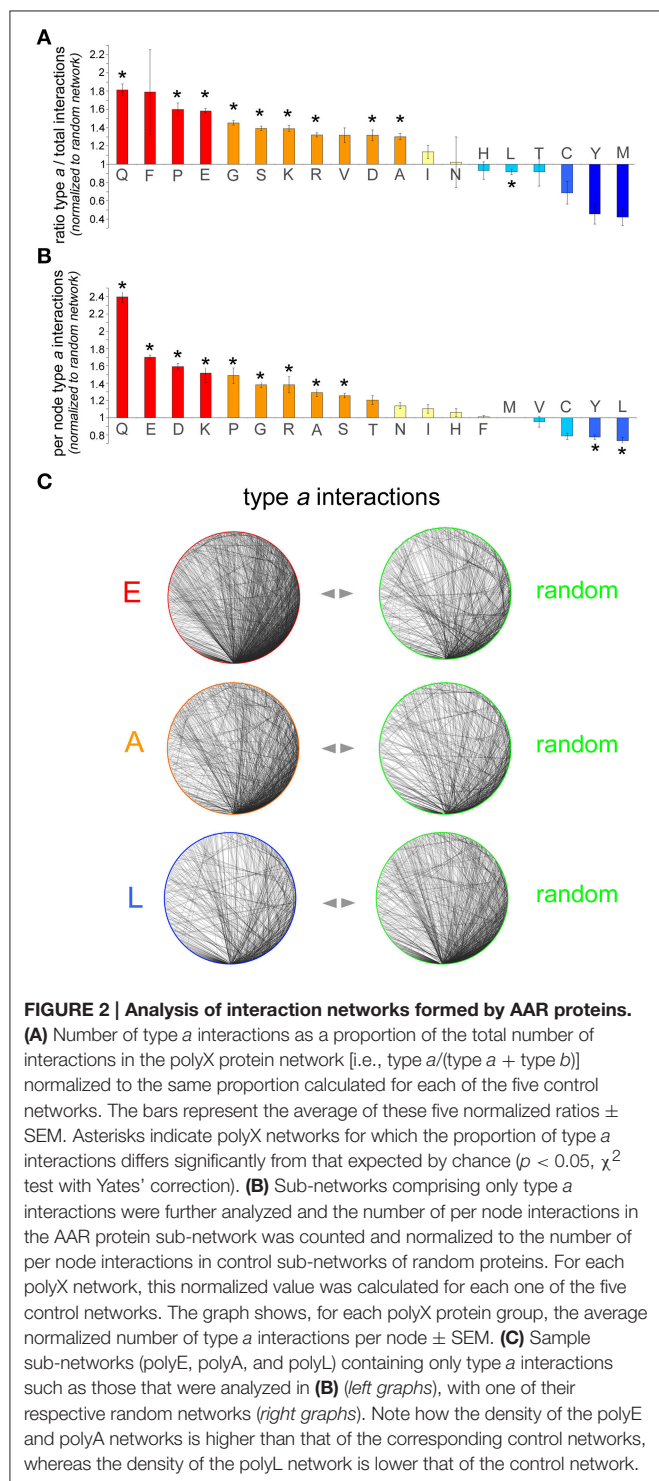 A
ratio type a / total interactions
(normalized to random network)
2.2
2
1.8
1.6
1.4
1.2
1
0.8
0.6
0.4
* * * * * * * * *
H L T C Y M
Q F P E G S K R V D A I N
*
B
per node type a interactions
(normalized to random network)
2.4
2.2
2
1.8
1.6
1.4
1.2
1
0.8
* * * * * * * * *
M V C Y L
Q E D K P G R A S T N I H F
* *
C
type a interactions
E random
A random
L random
FIGURE 2 | Analysis of interaction networks formed by AAR proteins.
(A) Number of type a interactions as a proportion of the total number of
interactions in the polyX protein network [i.e., type a/(type a + type b)]
normalized to the same proportion calculated for each of the five control
networks. The bars represent the average of these five normalized ratios ±
SEM. Asterisks indicate polyX networks for which the proportion of type a
interactions differs significantly from that expected by chance (p < 0.05, χ2
test with Yates' correction). (B) Sub-networks comprising only type a
interactions were further analyzed and the number of per node interactions in
the AAR protein sub-network was counted and normalized to the number of
per node interactions in control sub-networks of random proteins. For each
polyX network, this normalized value was calculated for each one of the five
control networks. The graph shows, for each polyX protein group, the average
normalized number of type a interactions per node ± SEM. (C) Sample
sub-networks (polyE, polyA, and polyL) containing only type a interactions
such as those that were analyzed in (B) (left graphs), with one of their
respective random networks (right graphs). Note how the density of the polyE
and polyA networks is higher than that of the corresponding control networks,
whereas the density of the polyL network is lower that of the control network.